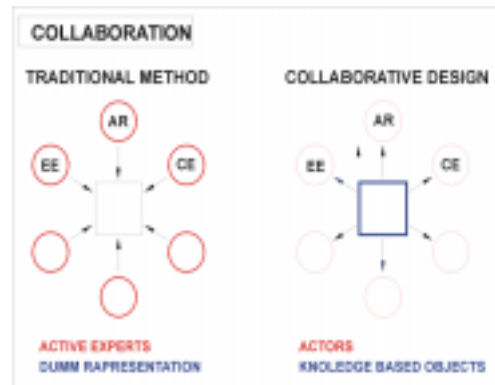 COLLABORATION
TRADITIONAL METHOD
AR
EE
CE
ACTIVE EXPERTS
DUMM RAPRESENTATION
COLLABORATIVE DESIGN
AR
EE
CE
ACTORS
KNOLEDGE BASED OBJECTS